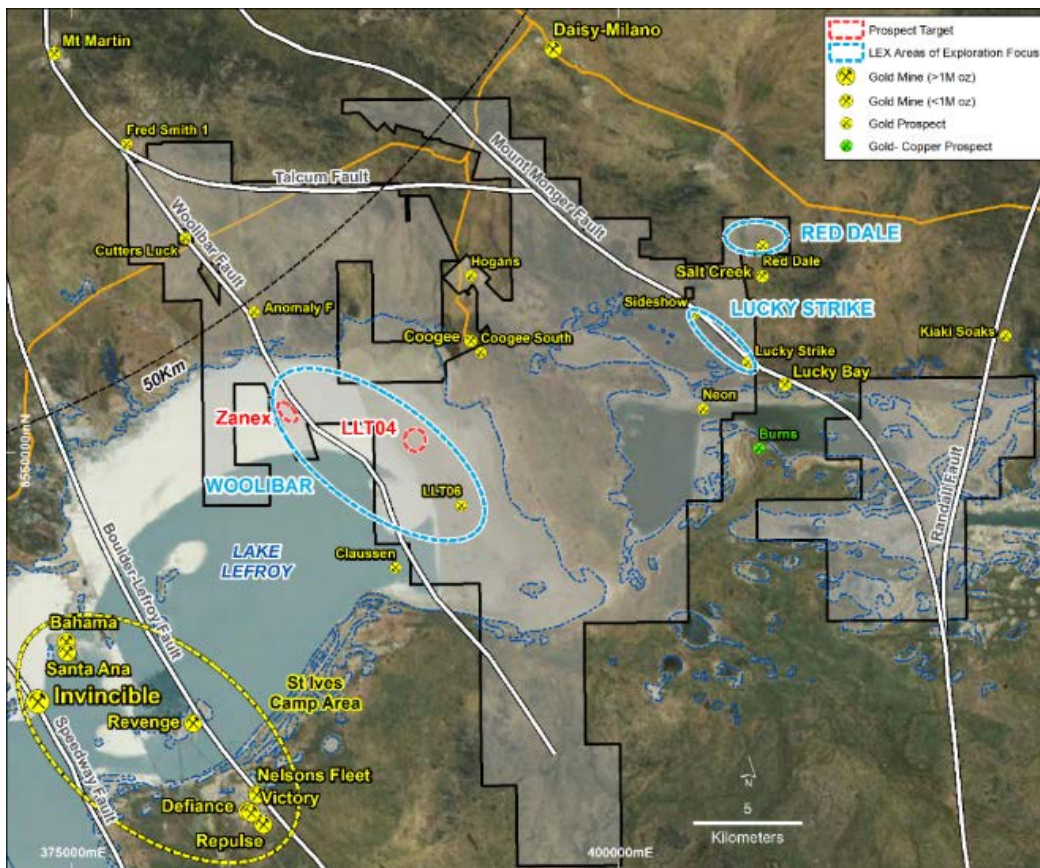 Prospect Target
LEX Areas of Exploration Focus
Gold Mine (>1M oz)
Gold Mine (<1M oz)
Gold Prospect
Gold- Copper Prospect
Mt Martin
Daisy-Milano
Fred Smith 1
Talcum Fault
Mount Monger Fault
Woolibar Fault
Cutters Luck
RED DALE
Red Dale
Hogans
Salt Creek
Sideshow
Anomaly F
LUCKY STRIKE
Coogee
Coogee South
Kiaki Soaks
Lucky Strike
50Km
Lucky Bay
Zanex
Neon
LLT04
Burns
6550000mN
WOOLIBAR
LLT06
Randall Fault
LAKE
LEFROY
Claussen
Boulder-Lefroy Fault
Bahama
Santa Ana
St Ives
Camp Area
Invincible
Revenge
Speedway Fault
Nelsons Fleet
Victory
Defiance
Repulse
N
5
Kilometers
375000mE
400000mE